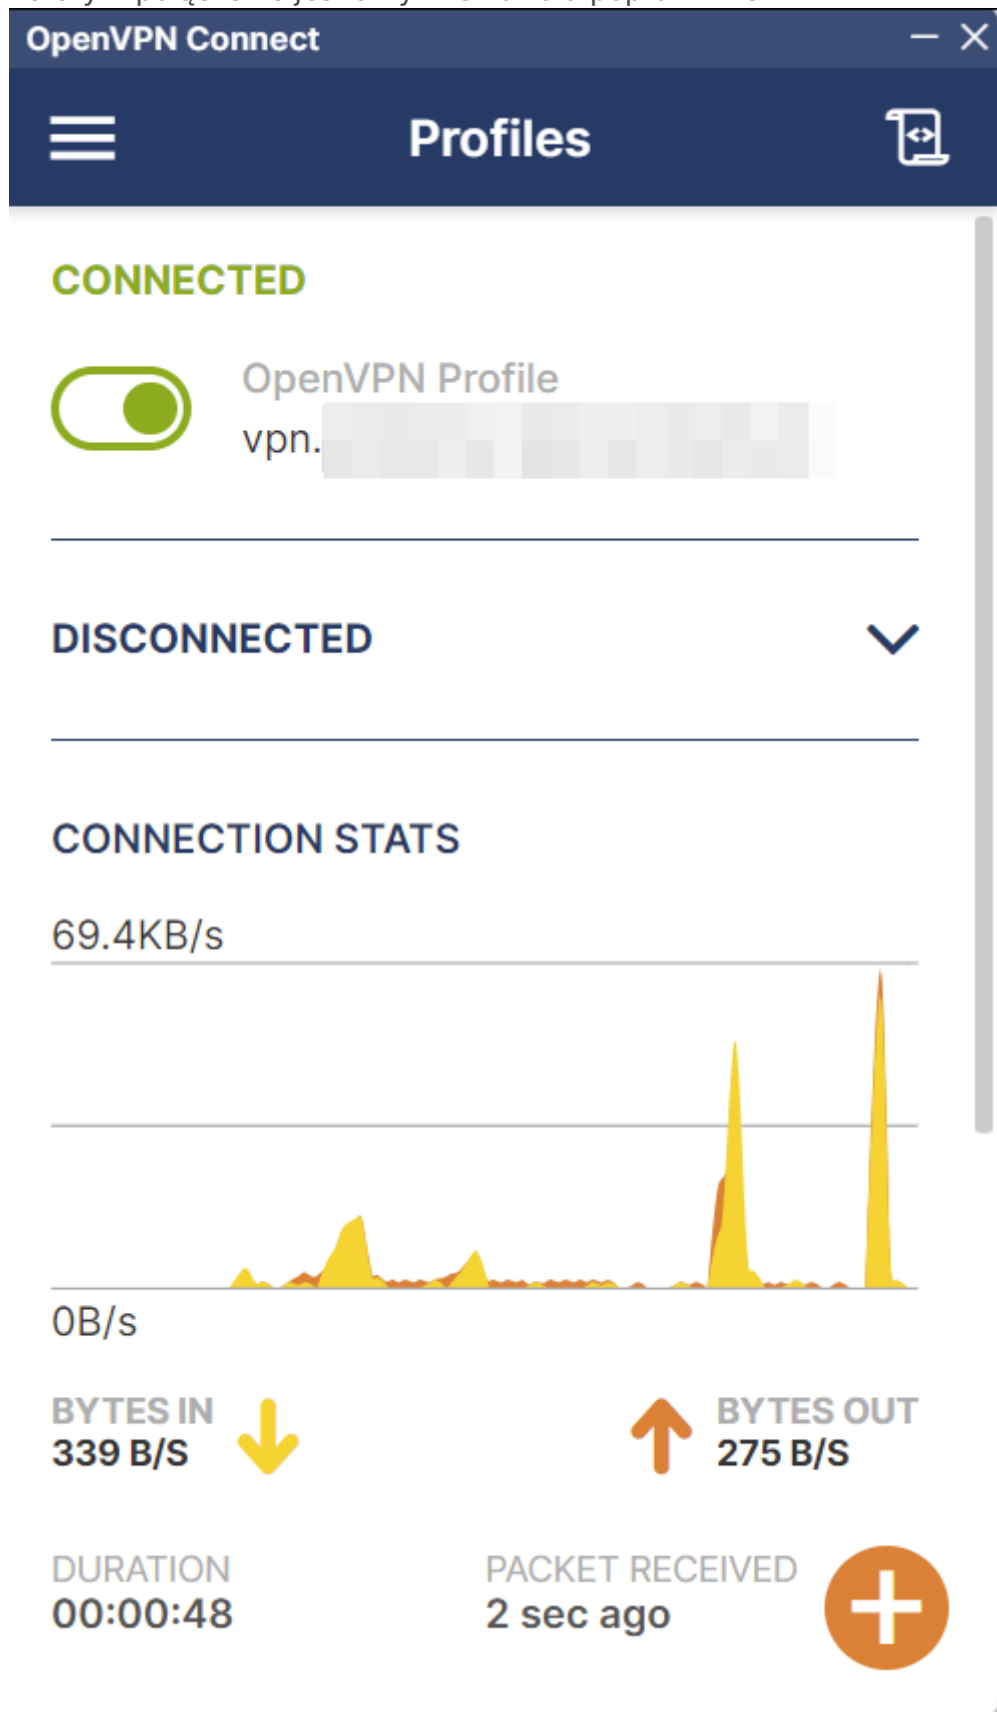 OpenVPN Connect
Profiles
CONNECTED
OpenVPN Profile
vpn.
DISCONNECTED
CONNECTION STATS
69.4KB/s
0B/s
BYTES IN
339 B/S
BYTES OUT
275 B/S
DURATION
00:00:48
PACKET RECEIVED
2 sec ago